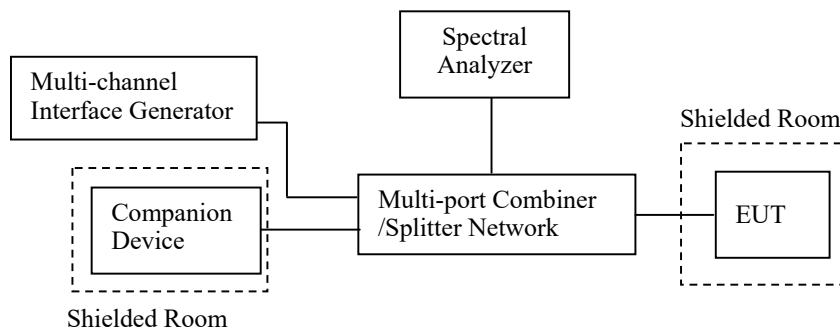 Spectral
Analyzer
Multi-channel
Interface Generator
Shielded Room
Companion
Device
Multi-port Combiner
/Splitter Network
EUT
Shielded Room